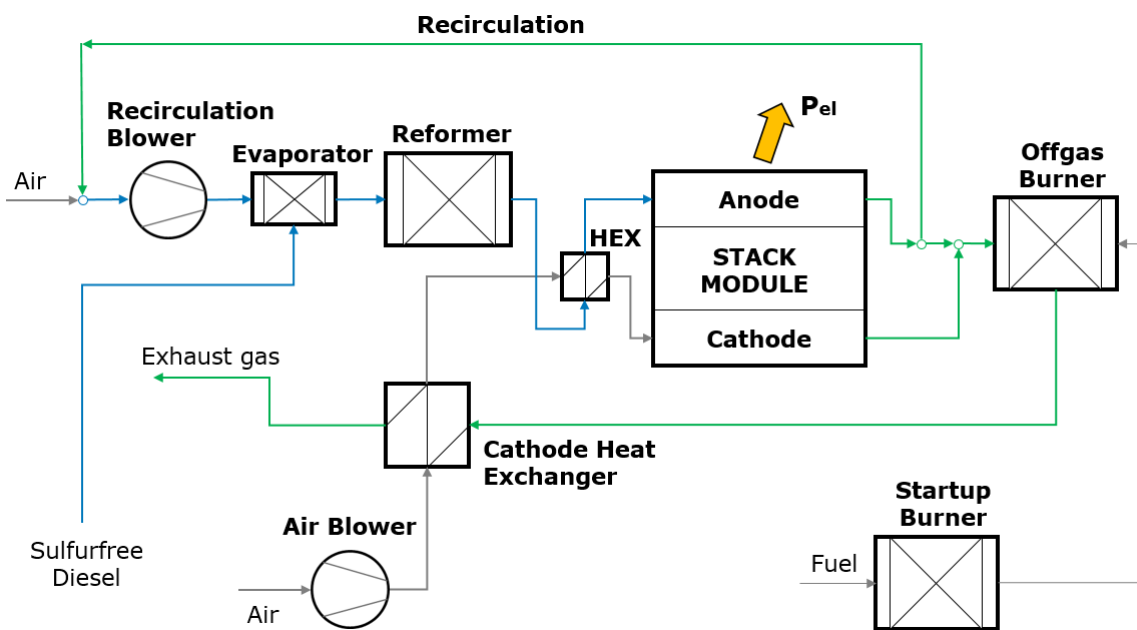 Recirculation
Recirculation
Blower
Pel
Reformer
Evaporator
Offgas
Burner
Air
Anode
HEX
STACK
MODULE
Cathode
Exhaust gas
Cathode Heat
Exchanger
Startup
Burner
Air Blower
Sulfurfree
Diesel
Fuel
Air